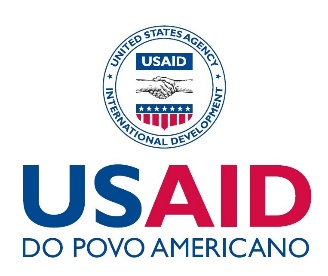 UNITED STATES AGENCY
USAID
INTERNATIONAL DEVELOPMENT
USAID
DO POVO AMERICANO